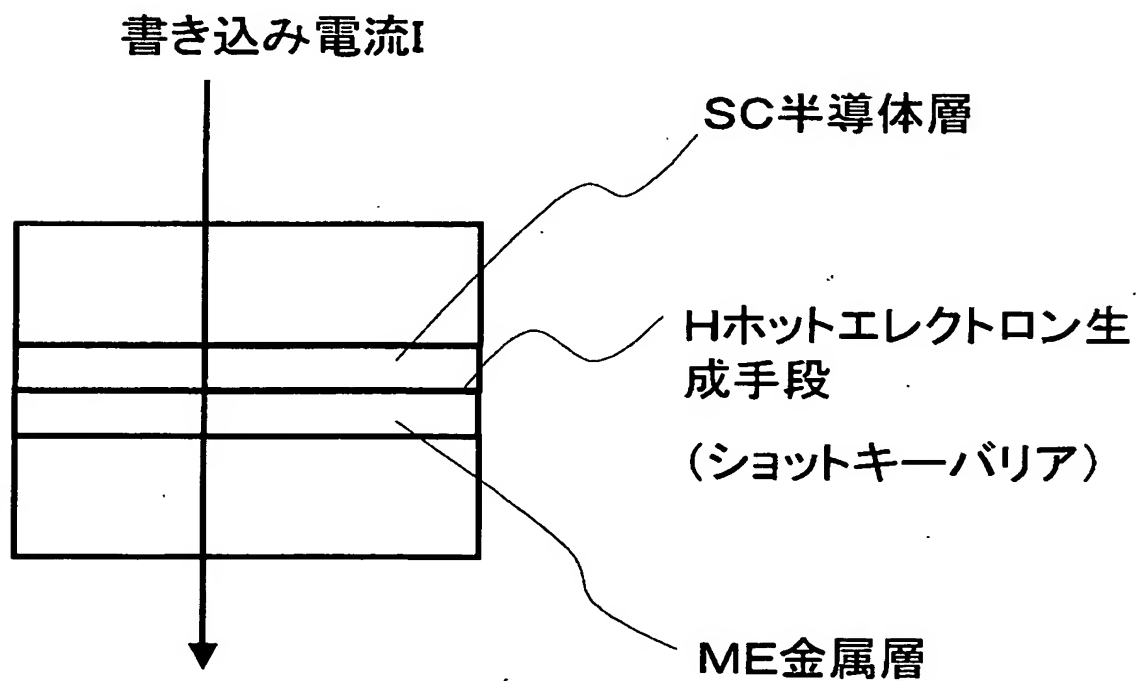 書き込み電流I
SC半導体層
Hホットエレクトロン生
成手段
(ショットキーバリア)
ME金属層